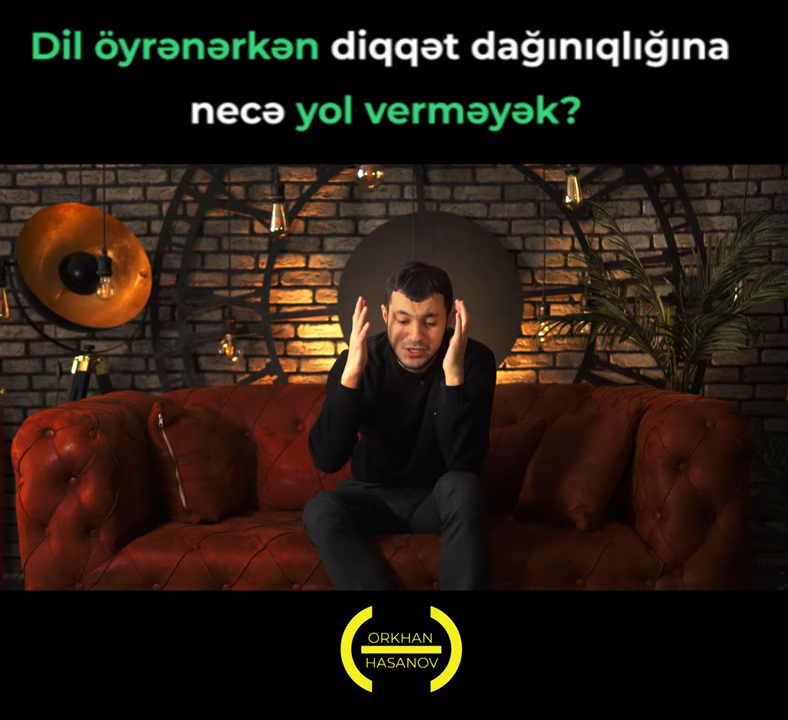 Dil öyrənərkən diqqət dağınıqlığına
necə yol verməyək?
ORKHAN
HASANOV